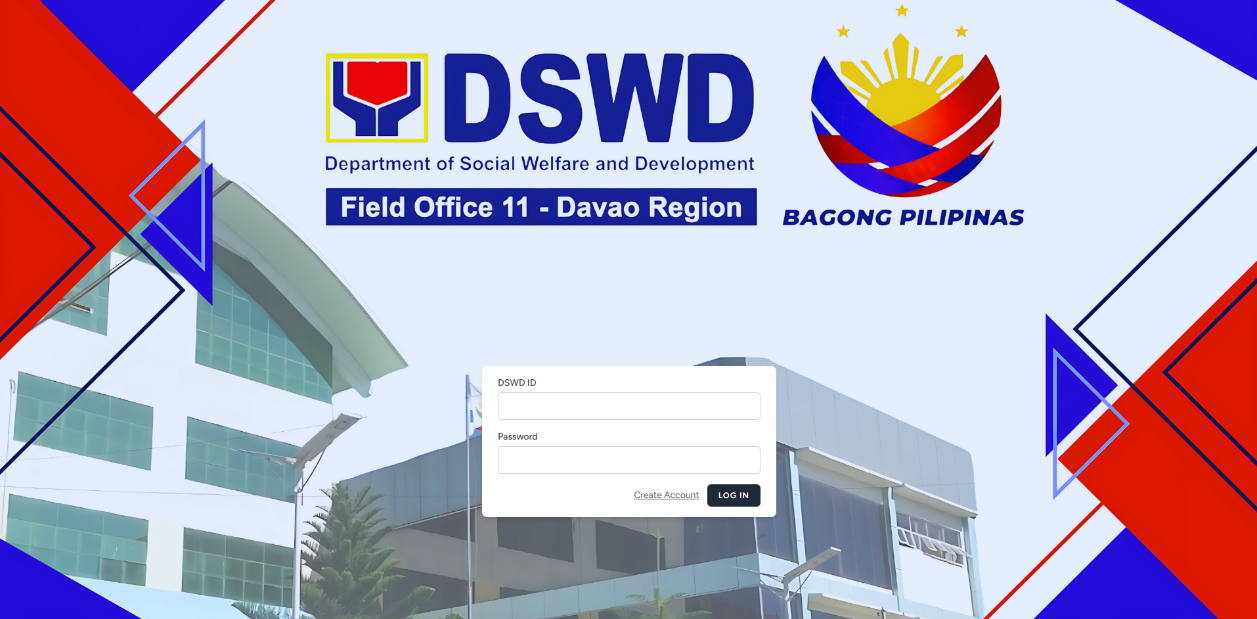 DSWD
Department of Social Welfare and Development
Field Office 11 - Davao Region
BAGONG PILIPINAS
DSWD ID
Password
Create Account
LOG IN